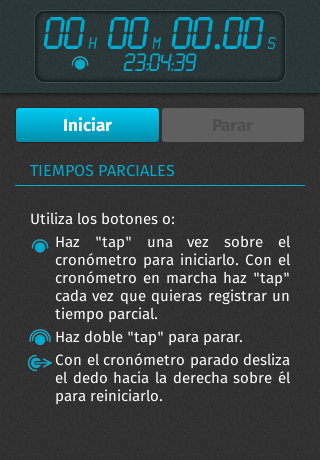 00 H 00 M 00.00 S
23:04:39
Iniciar Parar
TIEMPOS PARCIALES
Utiliza los botones o:
Haz "tap" una vez sobre el
cronómetro para iniciarlo. Con el
cronómetro en marcha haz "tap"
cada vez que quieras registrar un
tiempo parcial.
Haz doble "tap" para parar.
Con el cronómetro parado desliza
el dedo hacia la derecha sobre él
para reiniciarlo.